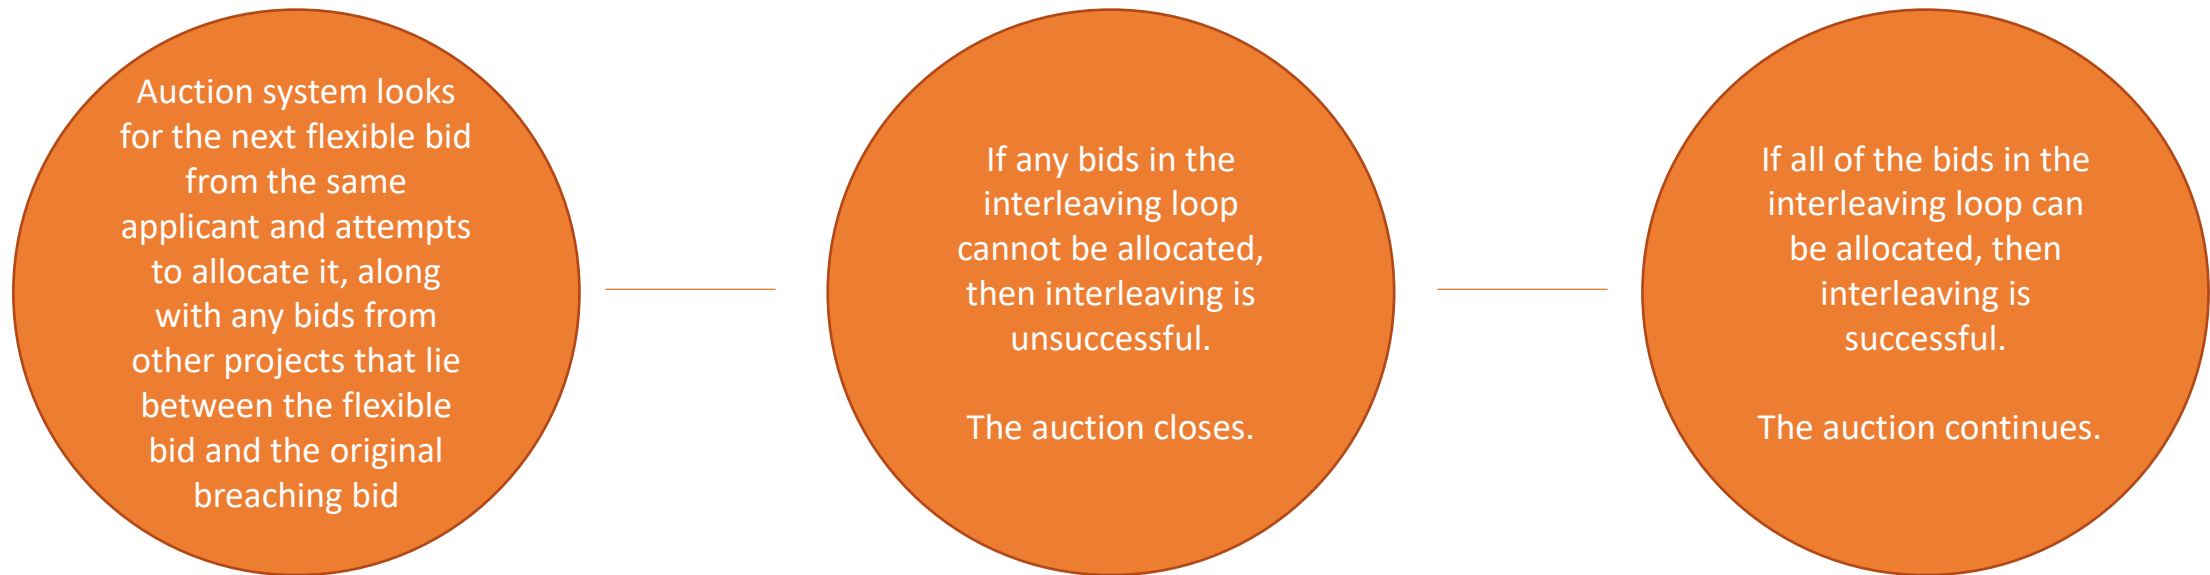 Auction system looks
for the next flexible bid
from the same
applicant and attempts
to allocate it, along
with any bids from
other projects that lie
between the flexible
bid and the original
breaching bid
If any bids in the
interleaving loop
cannot be allocated,
then interleaving is
unsuccessful.
The auction closes.
If all of the bids in the
interleaving loop can
be allocated, then
interleaving is
successful.
The auction continues.